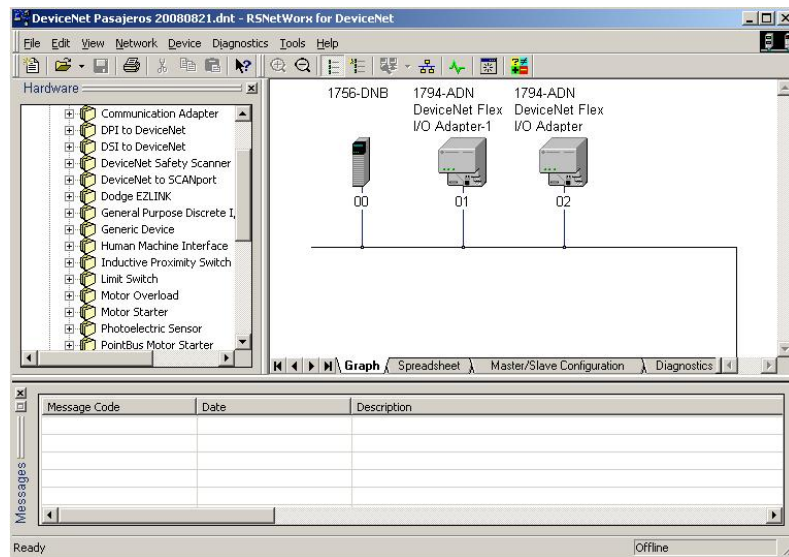 DeviceNet Pasajeros 20080821.dnt - RSNetWorx for DeviceNet
File Edit View Network Device Diagnostics Tools Help
Hardware
Communication Adapter
DPI to DeviceNet
DSI to DeviceNet
DeviceNet Safety Scanner
DeviceNet to SCANport
Dodge EZLINK
General Purpose Discrete I,
Generic Device
Human Machine Interface
Inductive Proximity Switch
Limit Switch
Motor Overload
Motor Starter
Photoelectric Sensor
PointBus Motor Starter
1756-DNB
1794-ADN
DeviceNet Flex
I/O Adapter-1
1794-ADN
DeviceNet Flex
I/O Adapter
00 01 02
Graph Spreadsheet Master/Slave Configuration Diagnostics
Messages
Message Code Date Description
Ready Offline